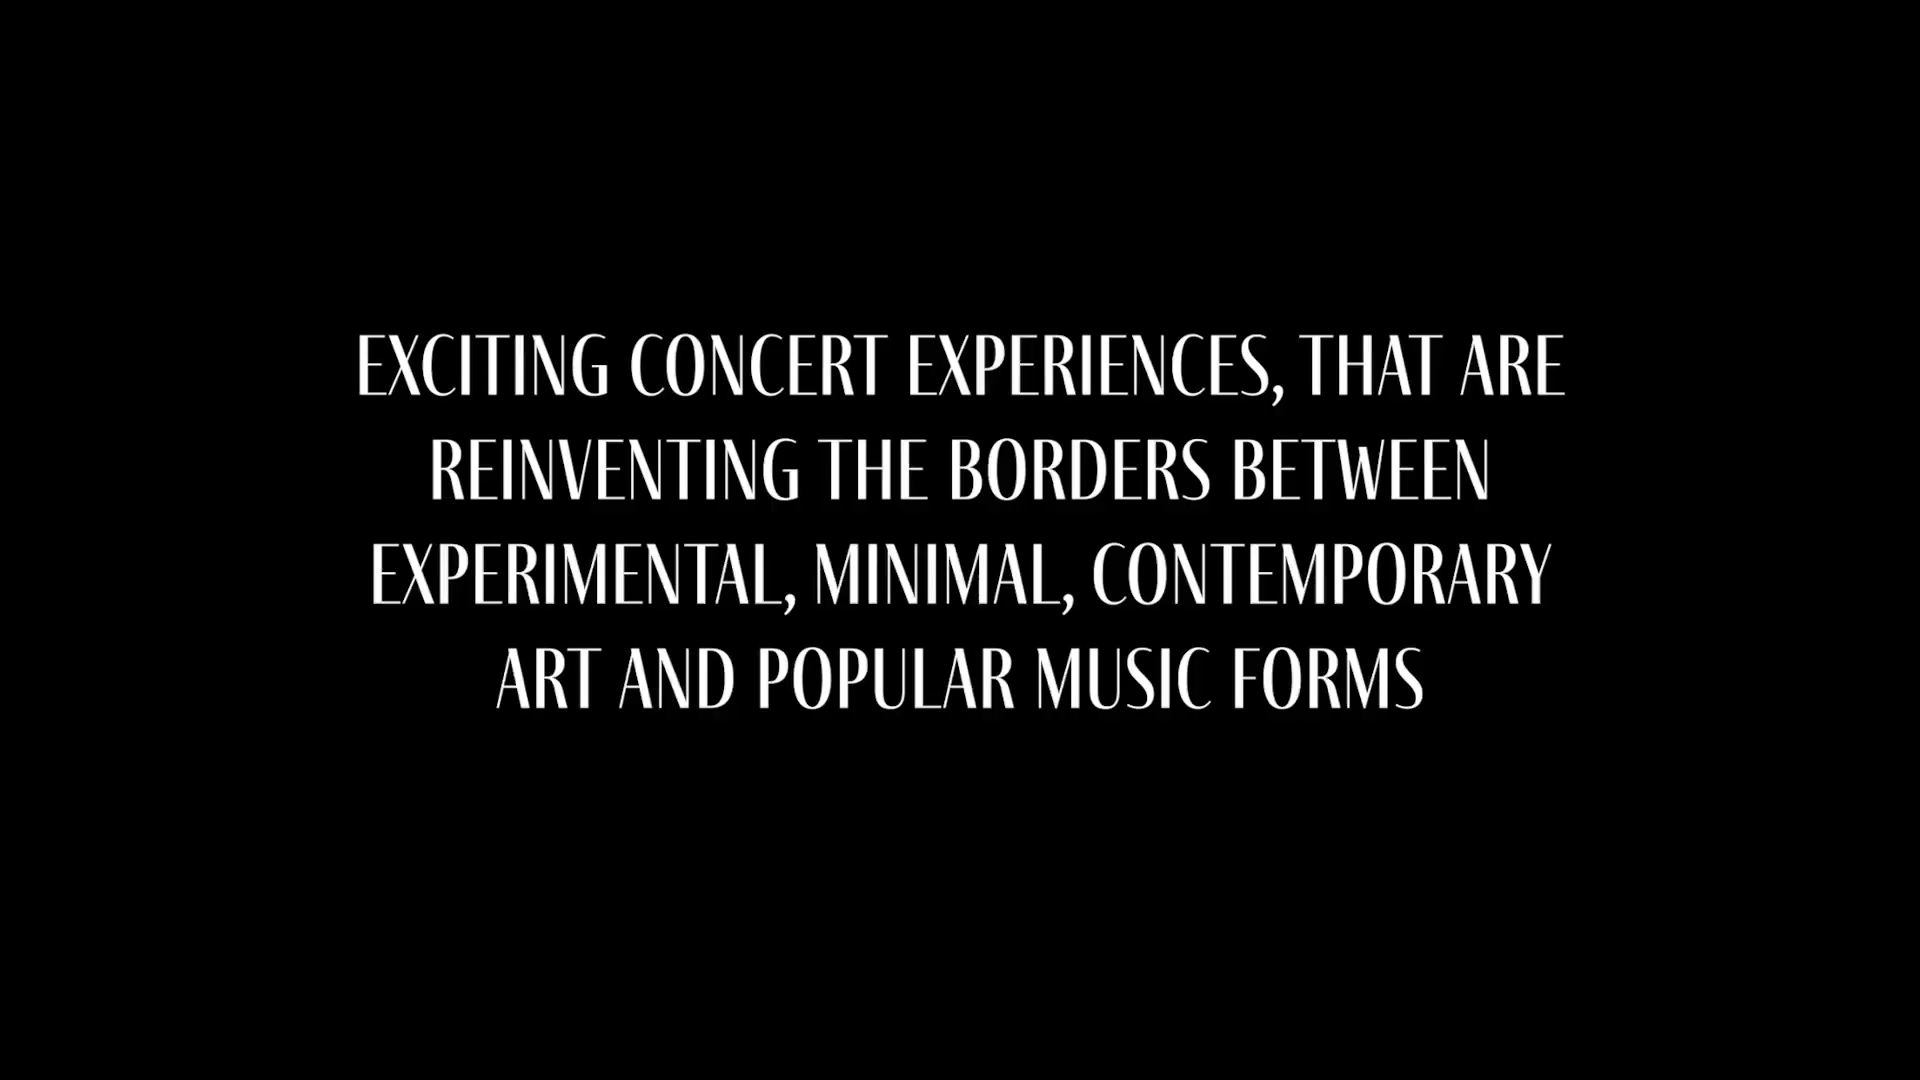 EXCITING CONCERT EXPERIENCES, THAT ARE
REINVENTING THE BORDERS BETWEEN
EXPERIMENTAL, MINIMAL, CONTEMPORARY
ART AND POPULAR MUSIC FORMS